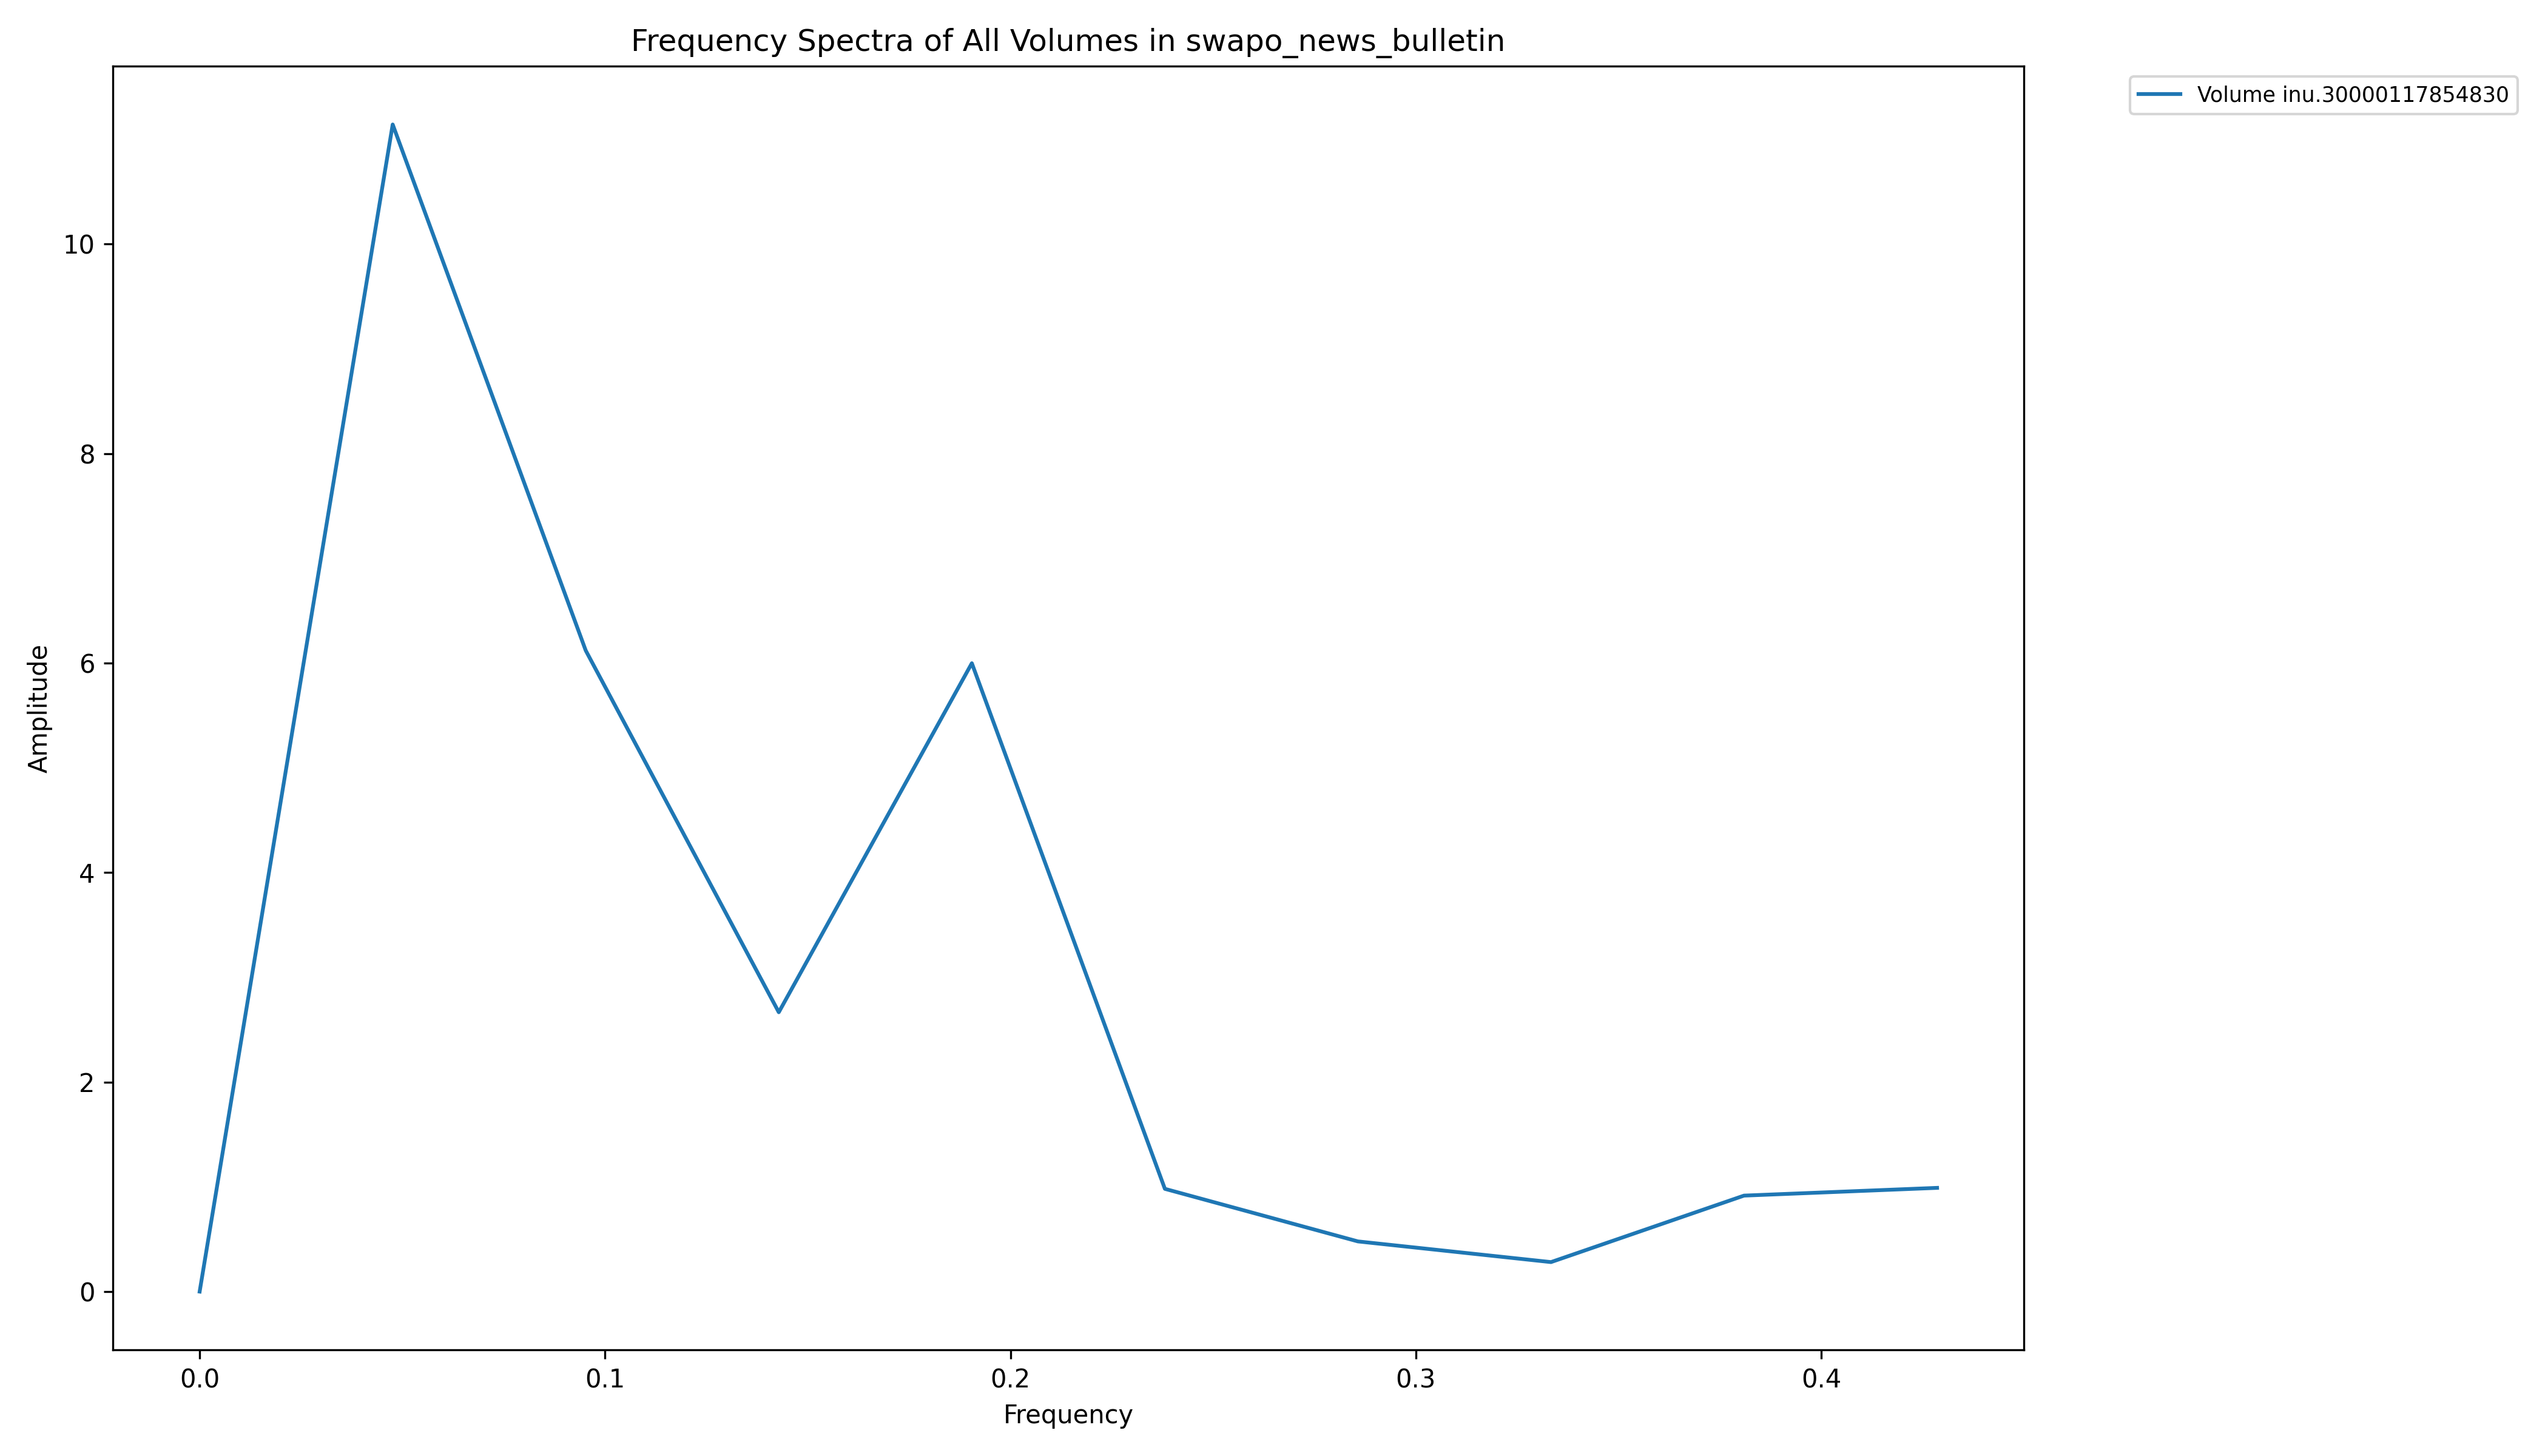 Frequency Spectra of All Volumes in swapo_news_bulletin
Volume inu.30000117854830
10
8
6
4
2
0
Amplitude
0.0 0.1 0.2 0.3 0.4
Frequency